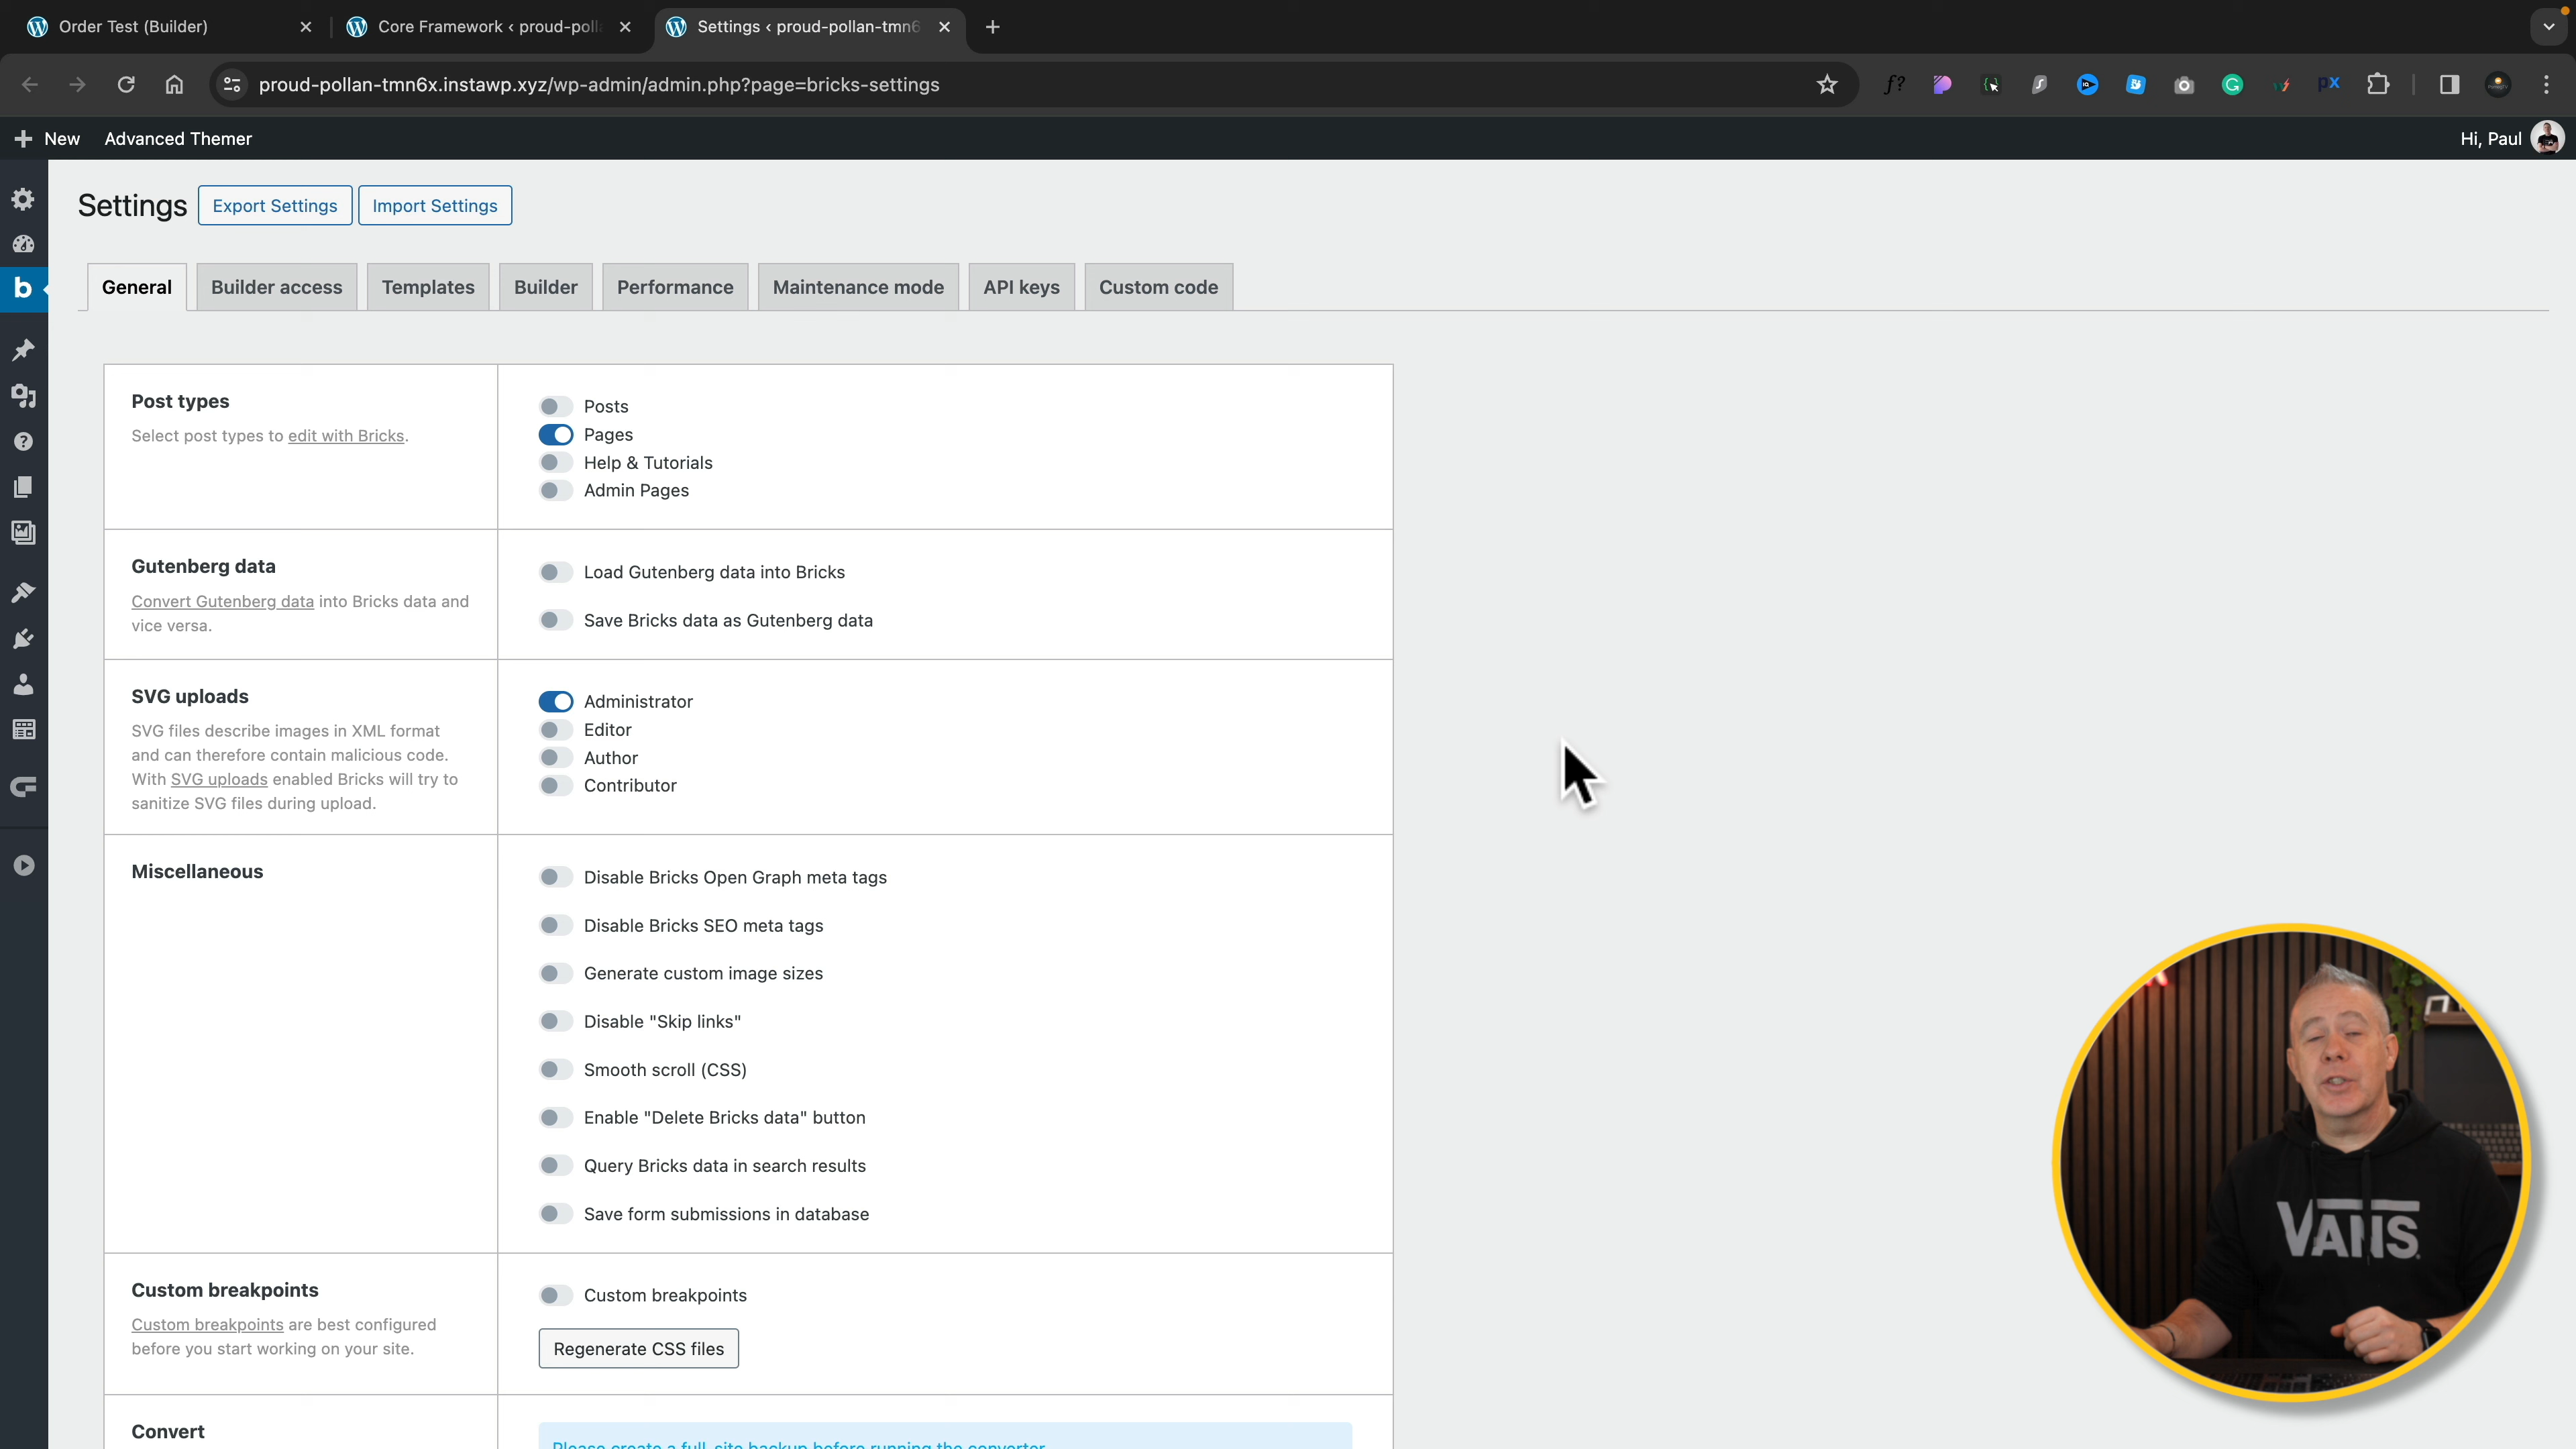 Order Test (Builder)
Core Framework ‹ proud-poll
Settings ‹ proud-pollan-tmn6
proud-pollan-tmn6x.instawp.xyz/wp-admin/admin.php?page=bricks-settings
New
Advanced Themer
Hi, Paul
Settings
Export Settings
Import Settings
General
Builder access
Templates
Builder
Performance
Maintenance mode
API keys
Custom code
Post types
Select post types to edit with Bricks.
Posts
Pages
Help & Tutorials
Admin Pages
Gutenberg data
Convert Gutenberg data into Bricks data and
vice versa.
Load Gutenberg data into Bricks
Save Bricks data as Gutenberg data
SVG uploads
SVG files describe images in XML format
and can therefore contain malicious code.
With SVG uploads enabled Bricks will try to
sanitize SVG files during upload.
Administrator
Editor
Author
Contributor
Miscellaneous
Disable Bricks Open Graph meta tags
Disable Bricks SEO meta tags
Generate custom image sizes
Disable "Skip links"
Smooth scroll (CSS)
Enable "Delete Bricks data" button
Query Bricks data in search results
Save form submissions in database
Custom breakpoints
Custom breakpoints are best configured
before you start working on your site.
Custom breakpoints
Regenerate CSS files
Convert
Please create a full-site backup before running the converter
VANS